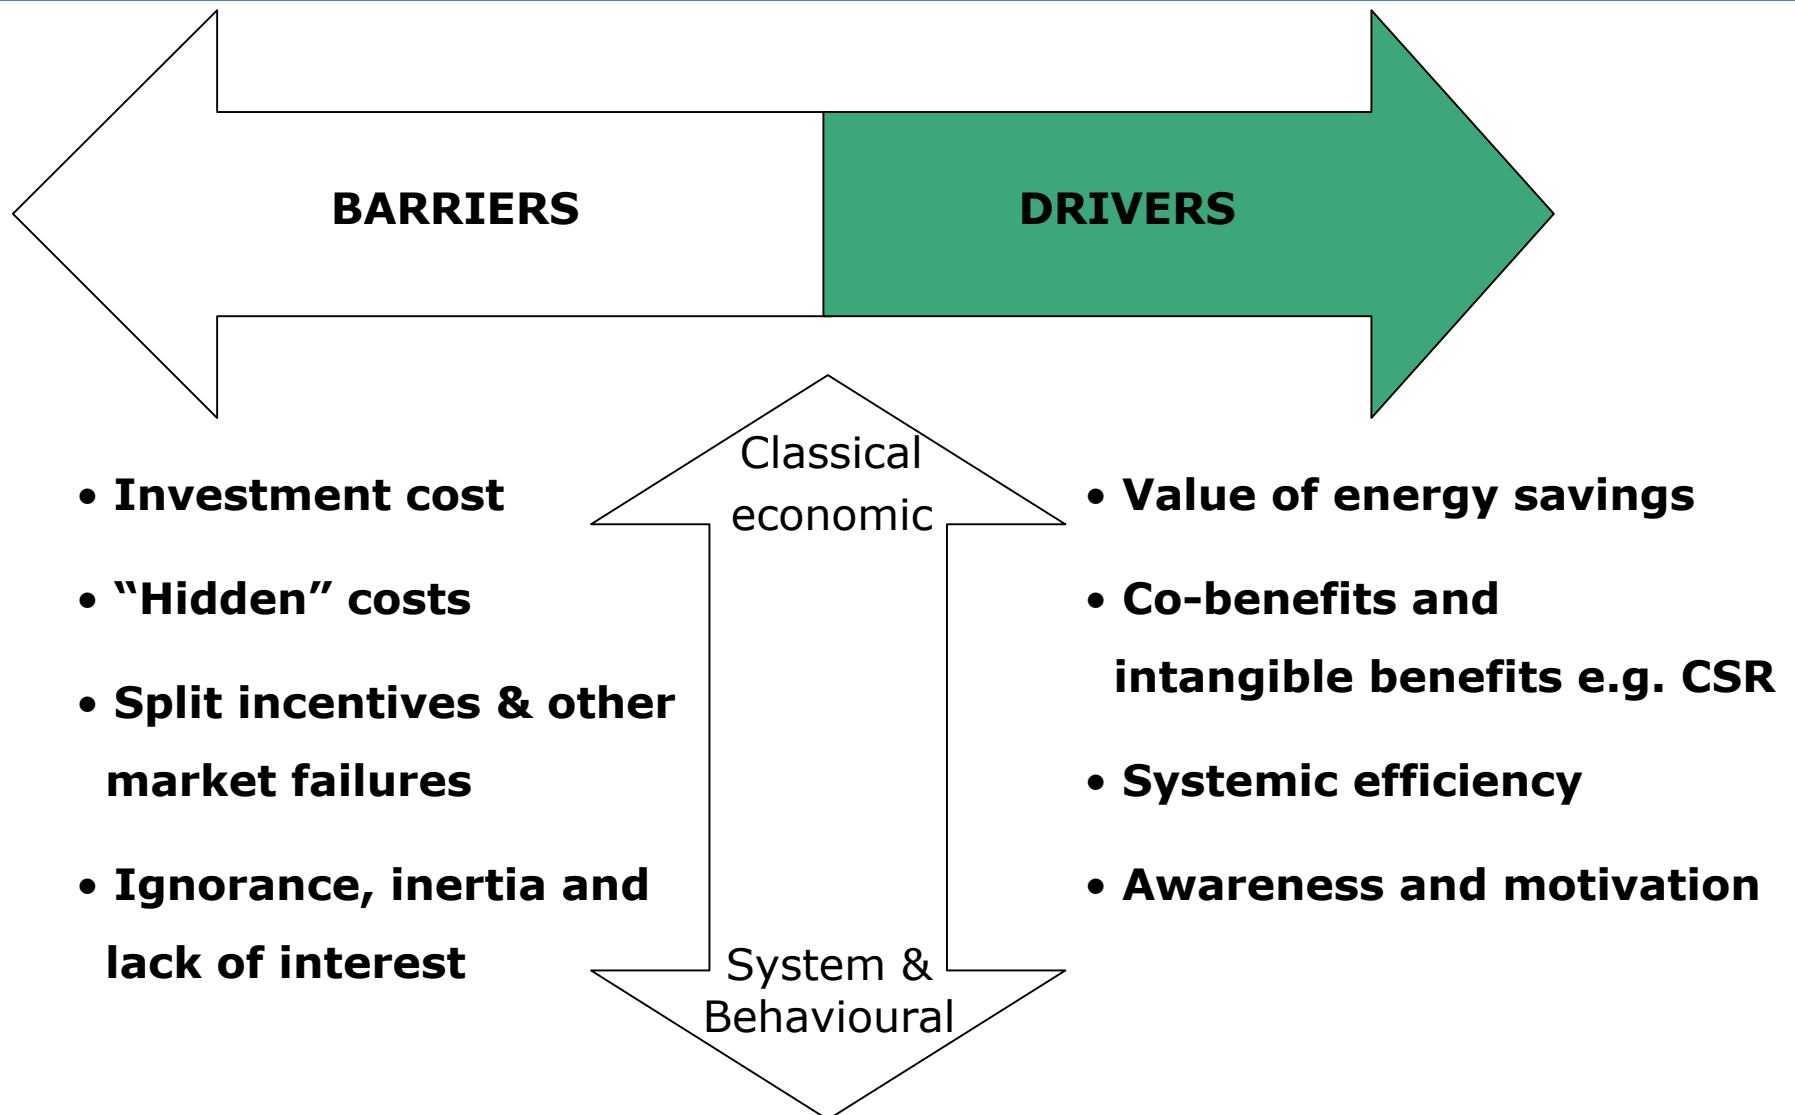 BARRIERS
DRIVERS
• Investment cost
• “Hidden” costs
• Split incentives & other
market failures
• Ignorance, inertia and
lack of interest
Classical
economic
System &
Behavioural
• Value of energy savings
• Co-benefits and
intangible benefits e.g. CSR
• Systemic efficiency
• Awareness and motivation